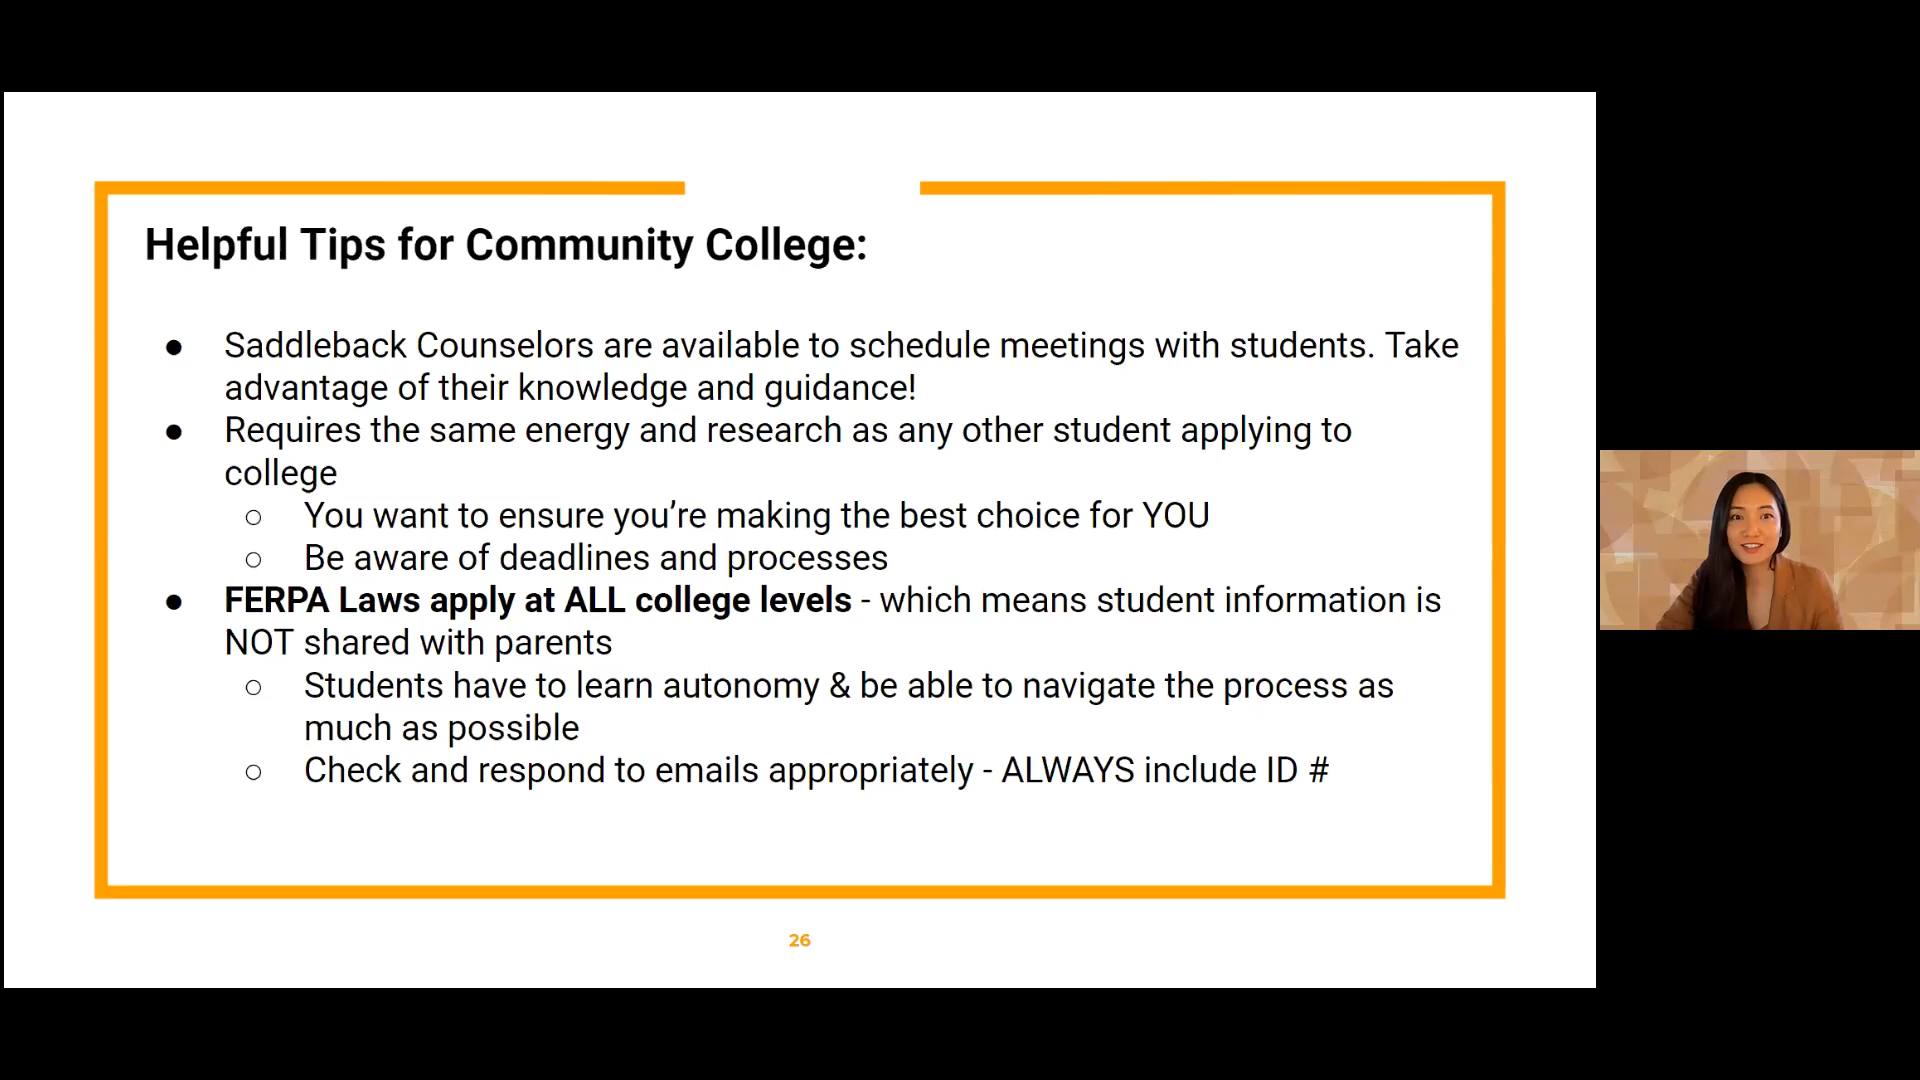 Helpful Tips for Community College:
● Saddleback Counselors are available to schedule meetings with students. Take
advantage of their knowledge and guidance!
● Requires the same energy and research as any other student applying to
college
○ You want to ensure you’re making the best choice for YOU
○ Be aware of deadlines and processes
● FERPA Laws apply at ALL college levels - which means student information is
NOT shared with parents
○ Students have to learn autonomy & be able to navigate the process as
much as possible
○ Check and respond to emails appropriately - ALWAYS include ID #
26